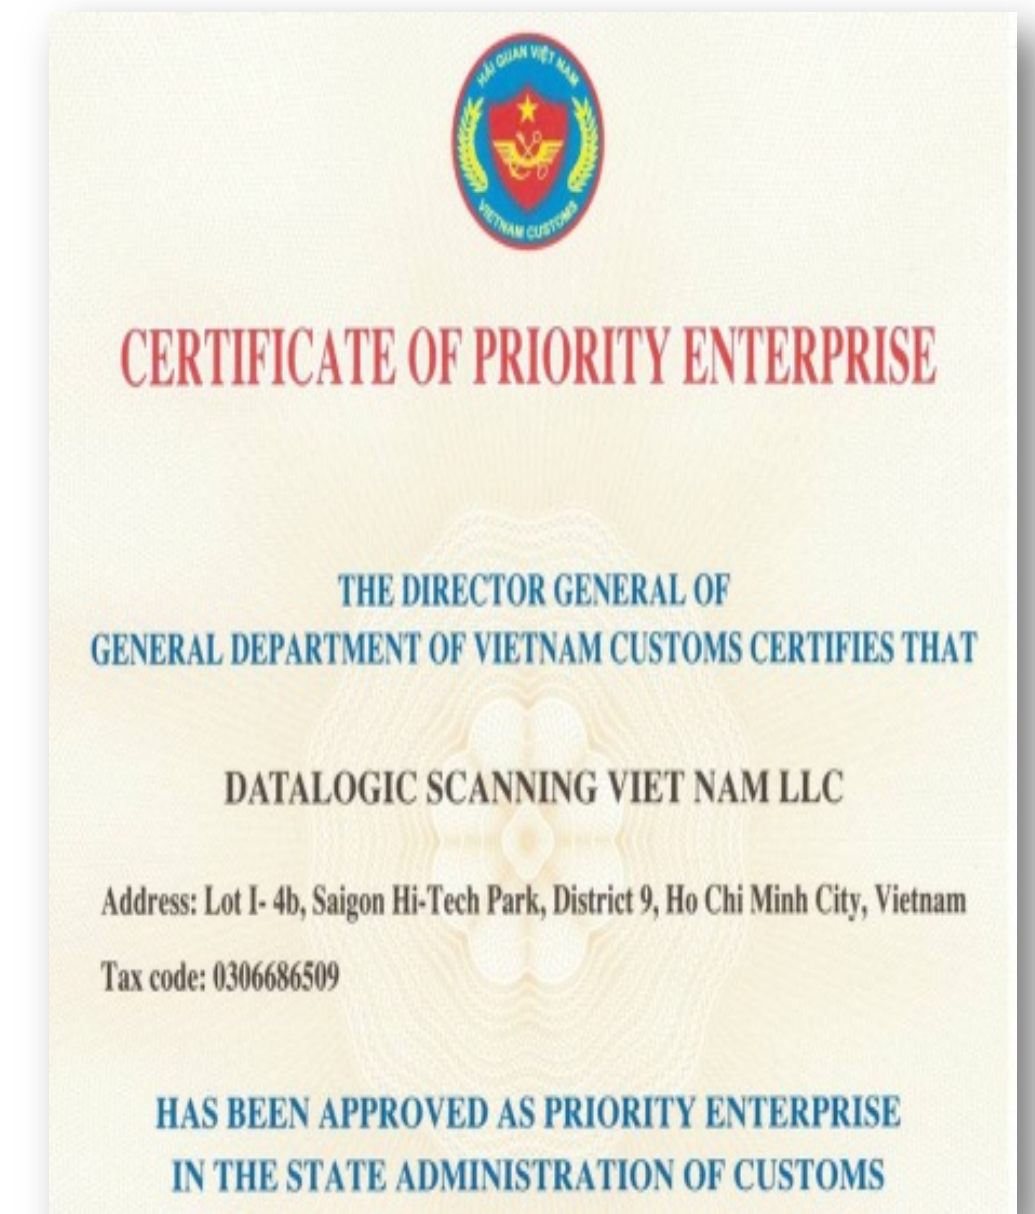 HẢI QUAN VIỆT NAM
VIETNAM CUSTOMS
CERTIFICATE OF PRIORITY ENTERPRISE
THE DIRECTOR GENERAL OF
GENERAL DEPARTMENT OF VIETNAM CUSTOMS CERTIFIES THAT
DATALOGIC SCANNING VIET NAM LLC
Address: Lot I- 4b, Saigon Hi-Tech Park, District 9, Ho Chi Minh City, Vietnam
Tax code: 0306686509
HAS BEEN APPROVED AS PRIORITY ENTERPRISE
IN THE STATE ADMINISTRATION OF CUSTOMS